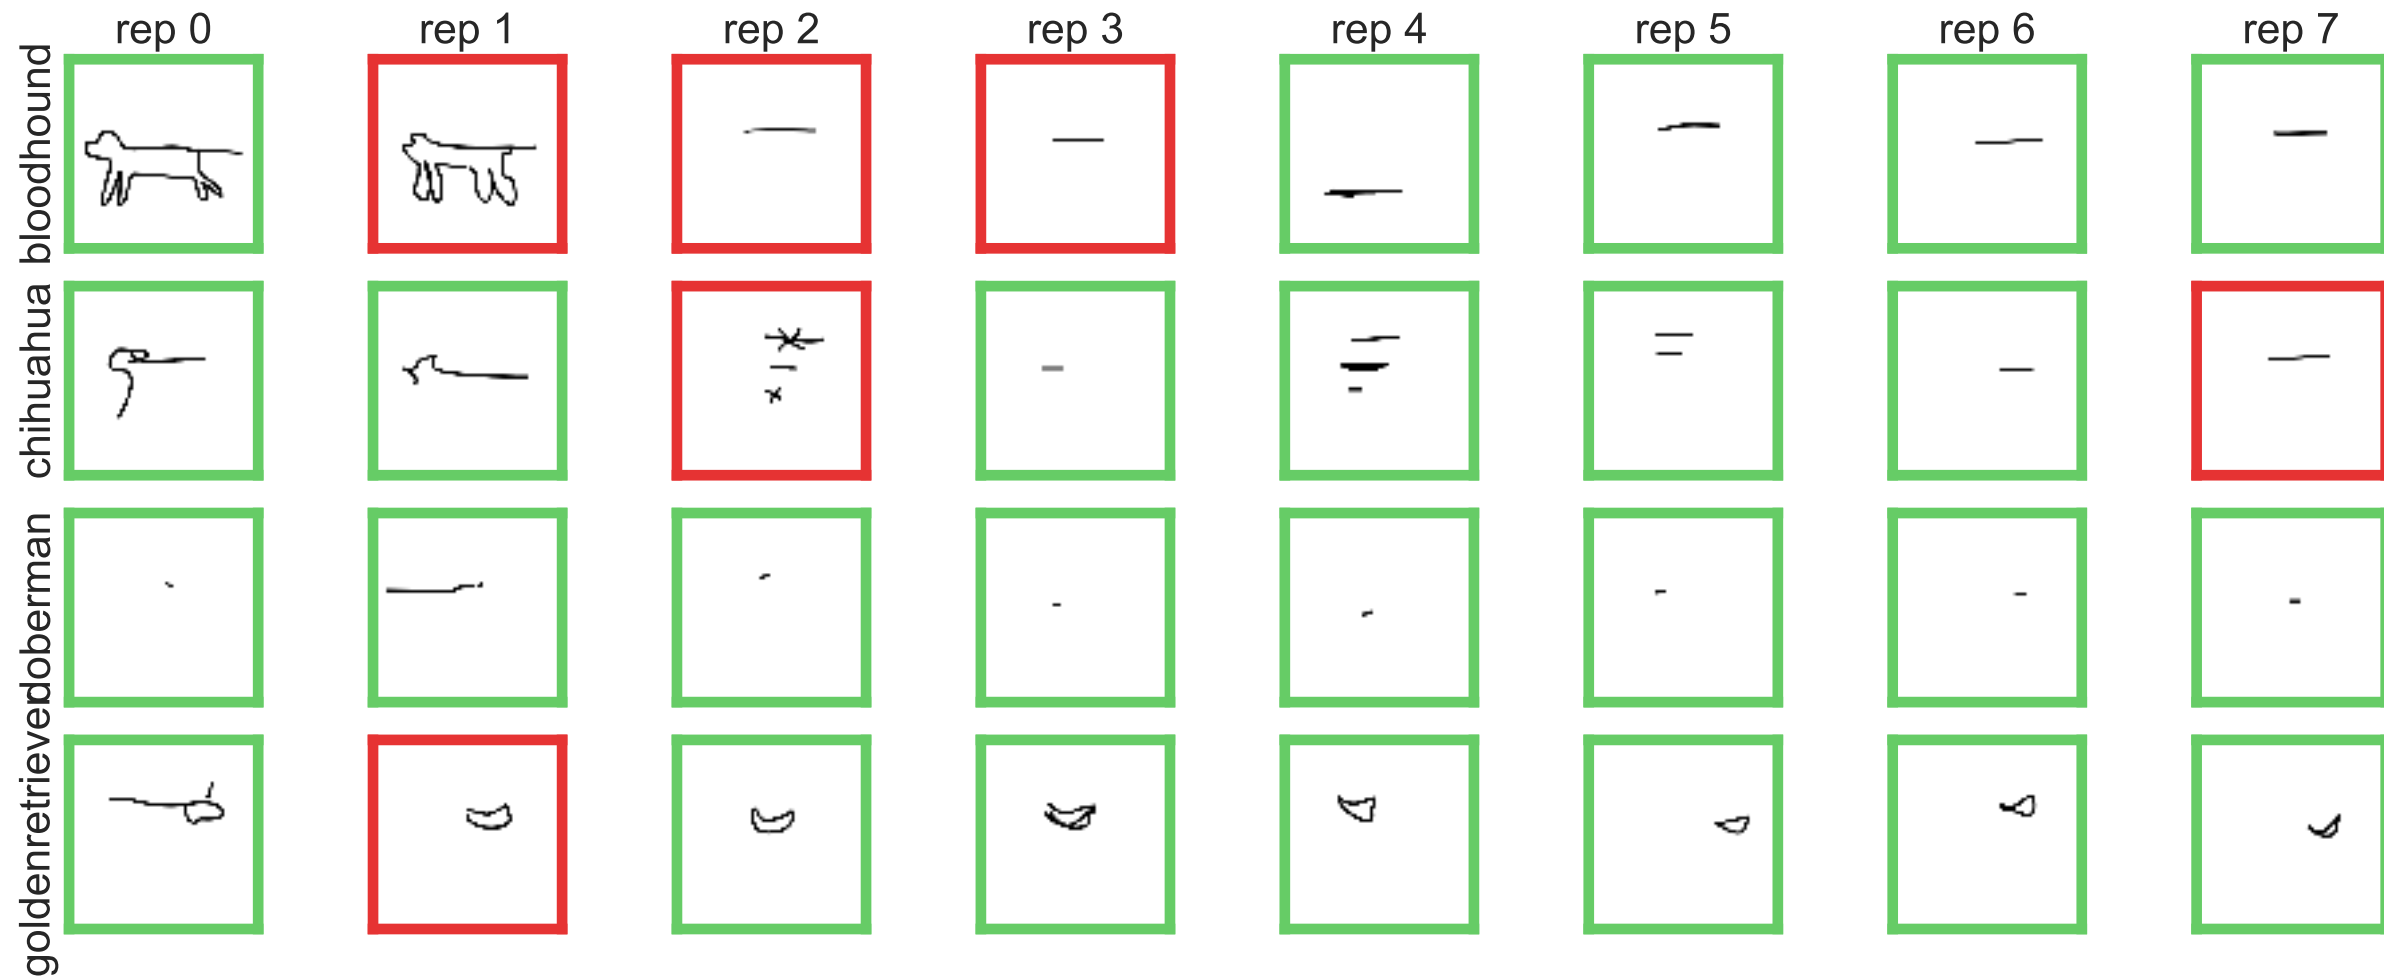 rep 0 rep 1 rep 2 rep 3 rep 4 rep 5 rep 6 rep 7
bloodhound
chihuahua
doberman
goldenretriever